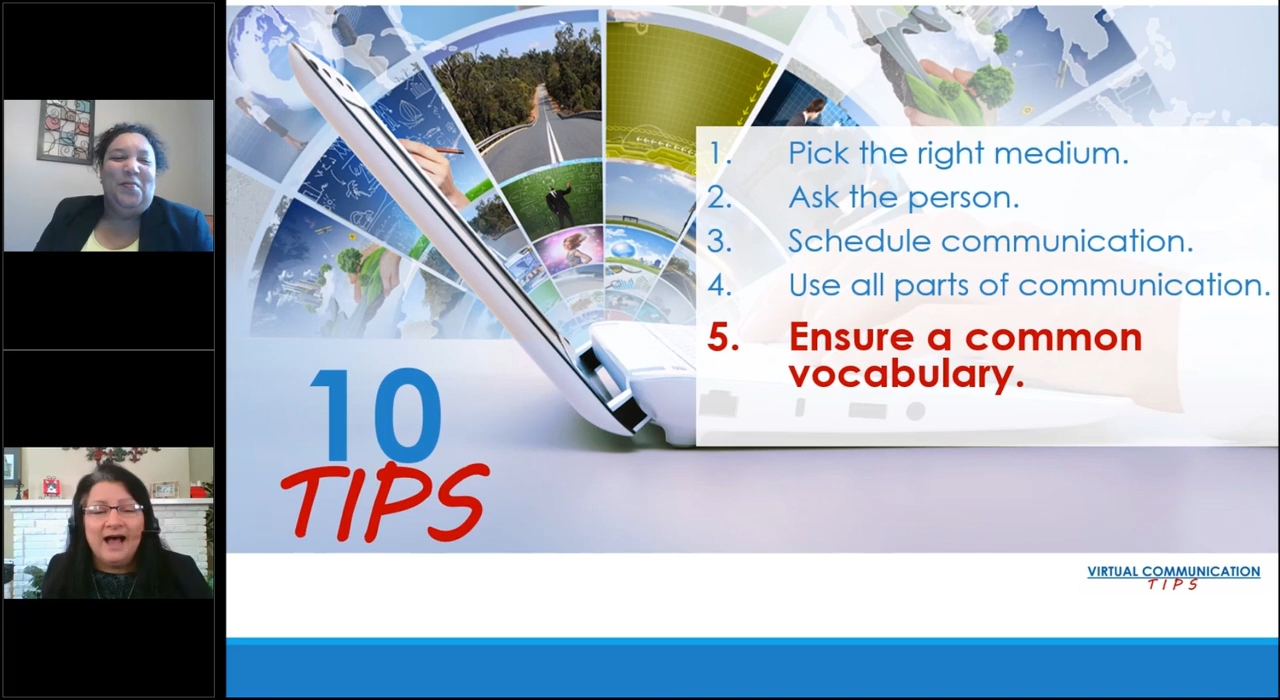 1. Pick the right medium.
2. Ask the person.
3. Schedule communication.
4. Use all parts of communication.
5. Ensure a common
vocabulary.
10
TIPS
VIRTUAL COMMUNICATION
TIPS